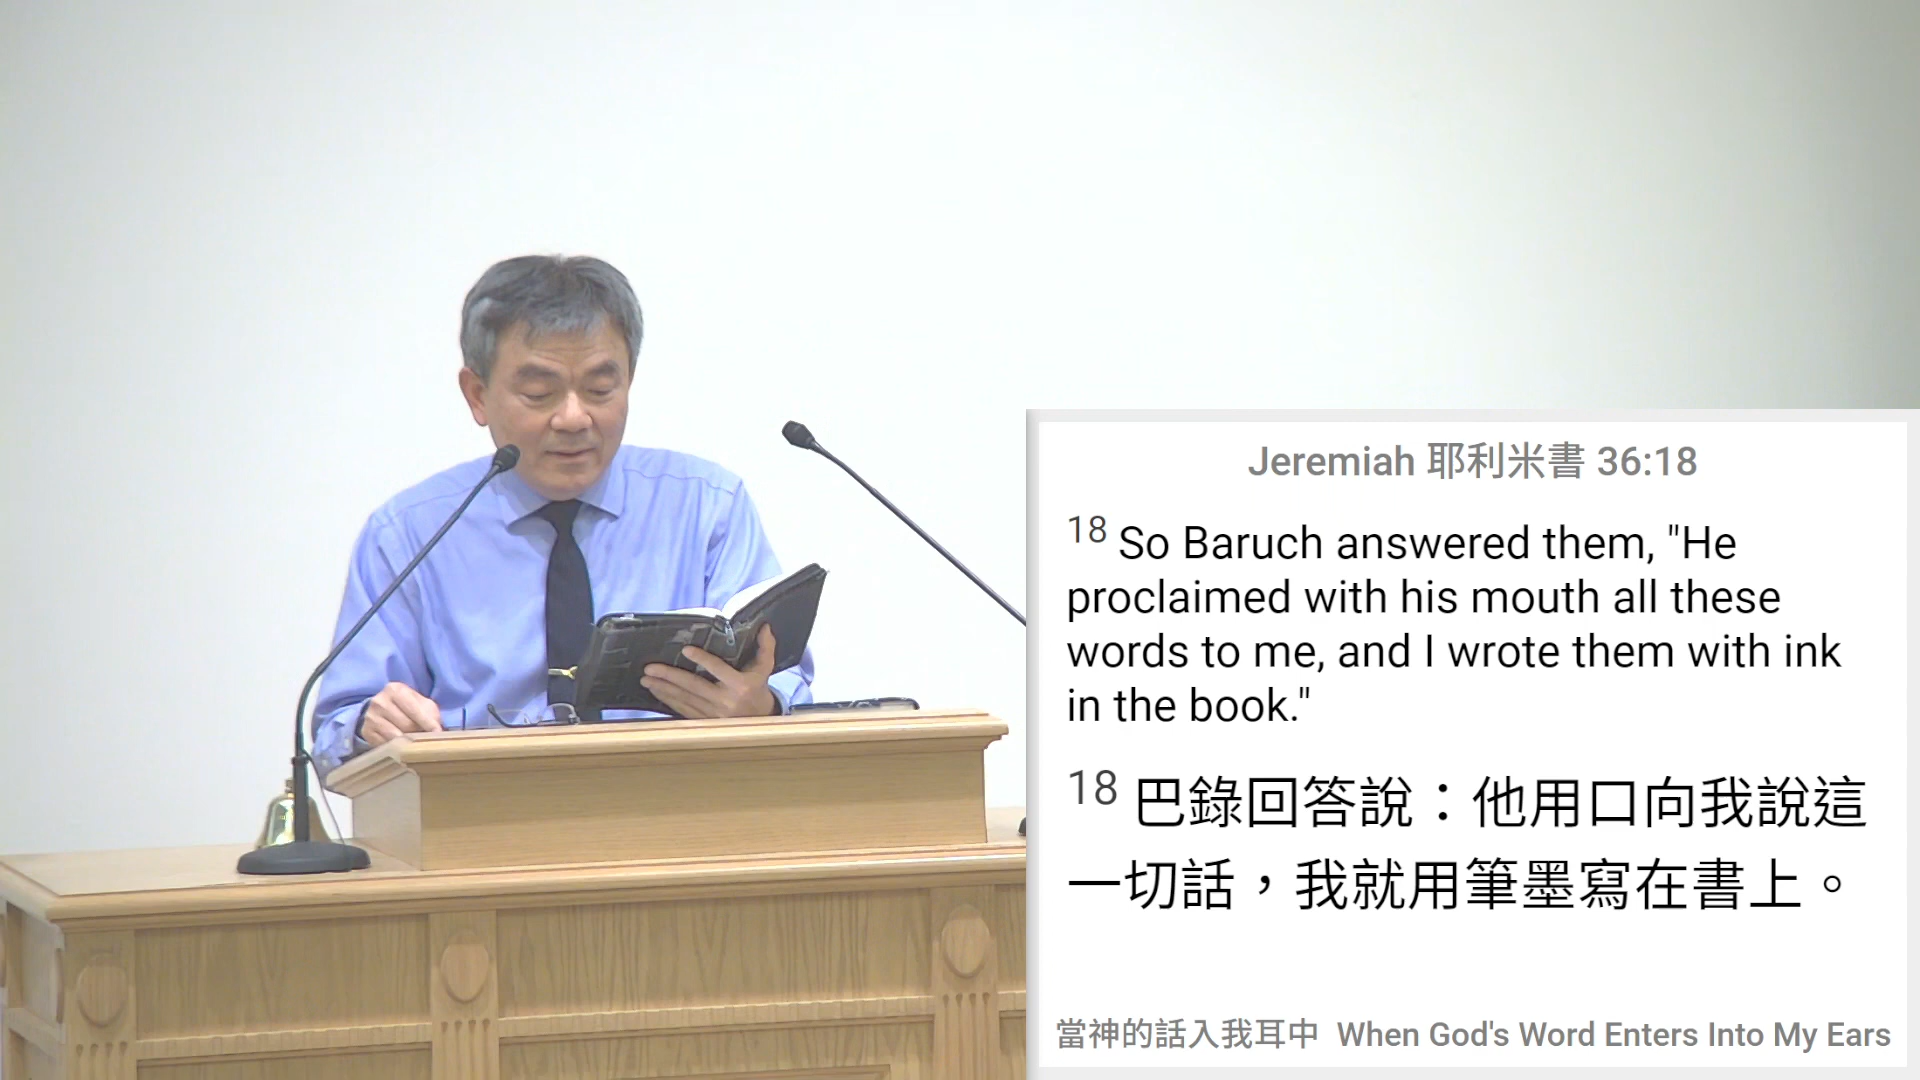 Jeremiah 耶利米書 36:18
18 So Baruch answered them, "He
proclaimed with his mouth all these
words to me, and I wrote them with ink
in the book."
18 巴錄回答說：他用口向我說這
一切話，我就用筆墨寫在書上。
當神的話入我耳中 When God's Word Enters Into My Ears